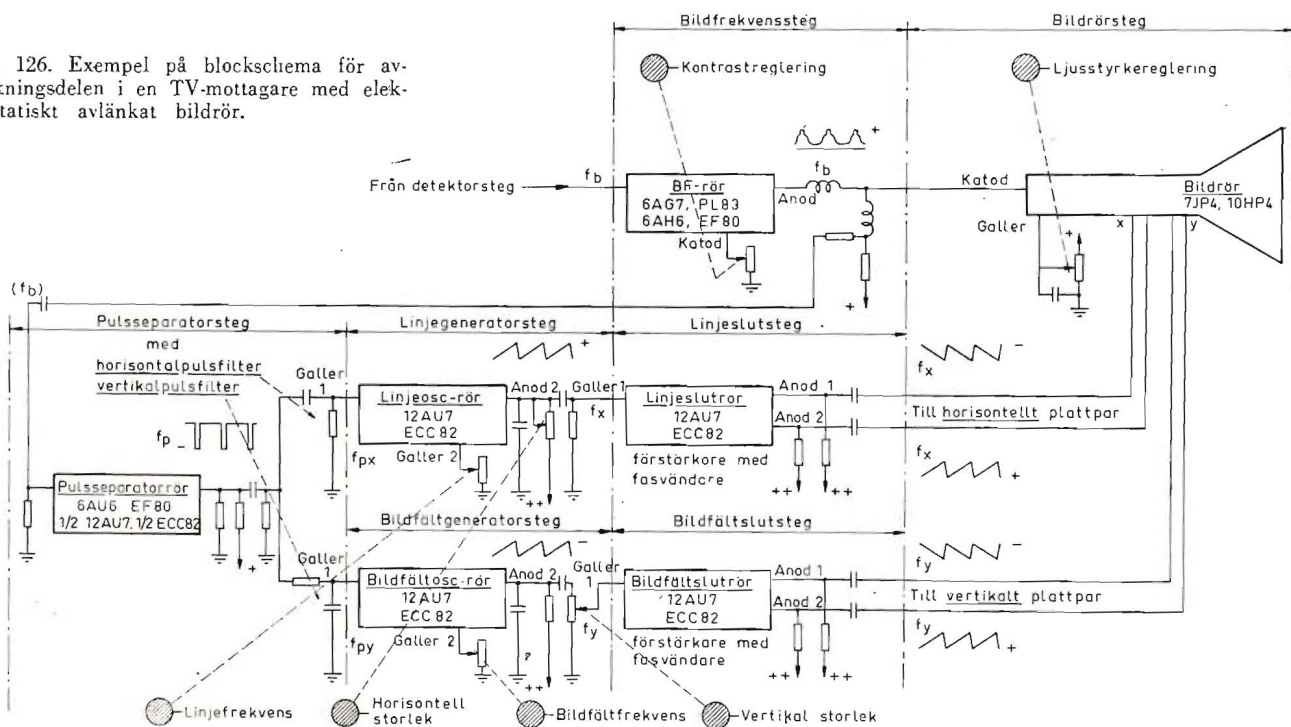 126. Exempel på blockschema för av-
kningsdelen i en TV-mottagare med elek-
tatiskt avlänkat bildrör.
Bildfrekvenssteg
Bildrörsteg
Kontrastreglering
Ljusstyrkereglering
Från detektorsteg
fb
BF-rör
6AG7, PL83
6AH6, EF80
Anod
fb
+
Katod
+
Katod
Bildrör
7JP4, 10HP4
Galler
x
y
+
(fb)
Pulsseparatorsteg
med
horisontalpulsfilter
vertikalpulsfilter
Linjegeneratorsteg
Linjeslutsteg
fp
–
Pulsseparatorrör
6AU6 EF80
1/2 12AU7, 1/2 ECC82
+
Galler
1
fpx
Linjeosc-rör
12AU7
ECC82
Galler 2
Anod 2
+
Galler 1
fx
++
Linjeslutrör
12AU7
ECC82
förstärkore med
fasvändare
Anod 1
Anod 2
++
++
fx
–
Till horisontellt plattpar
fx
+
Bildfältgeneratorsteg
Bildfältslutsteg
Galler
1
fpy
Bildfältosc-rör
12AU7
ECC82
Galler 2
Anod 2
–
Galler
1
fy
++
Bildfältslutrör
12AU7
ECC82
förstärkare med
fasvändare
Anod 1
Anod 2
++
++
fy
–
Till vertikalt plattpar
fy
+
Linjefrekvens
Horisontell
storlek
Bildfältfrekvens
Vertikal storlek